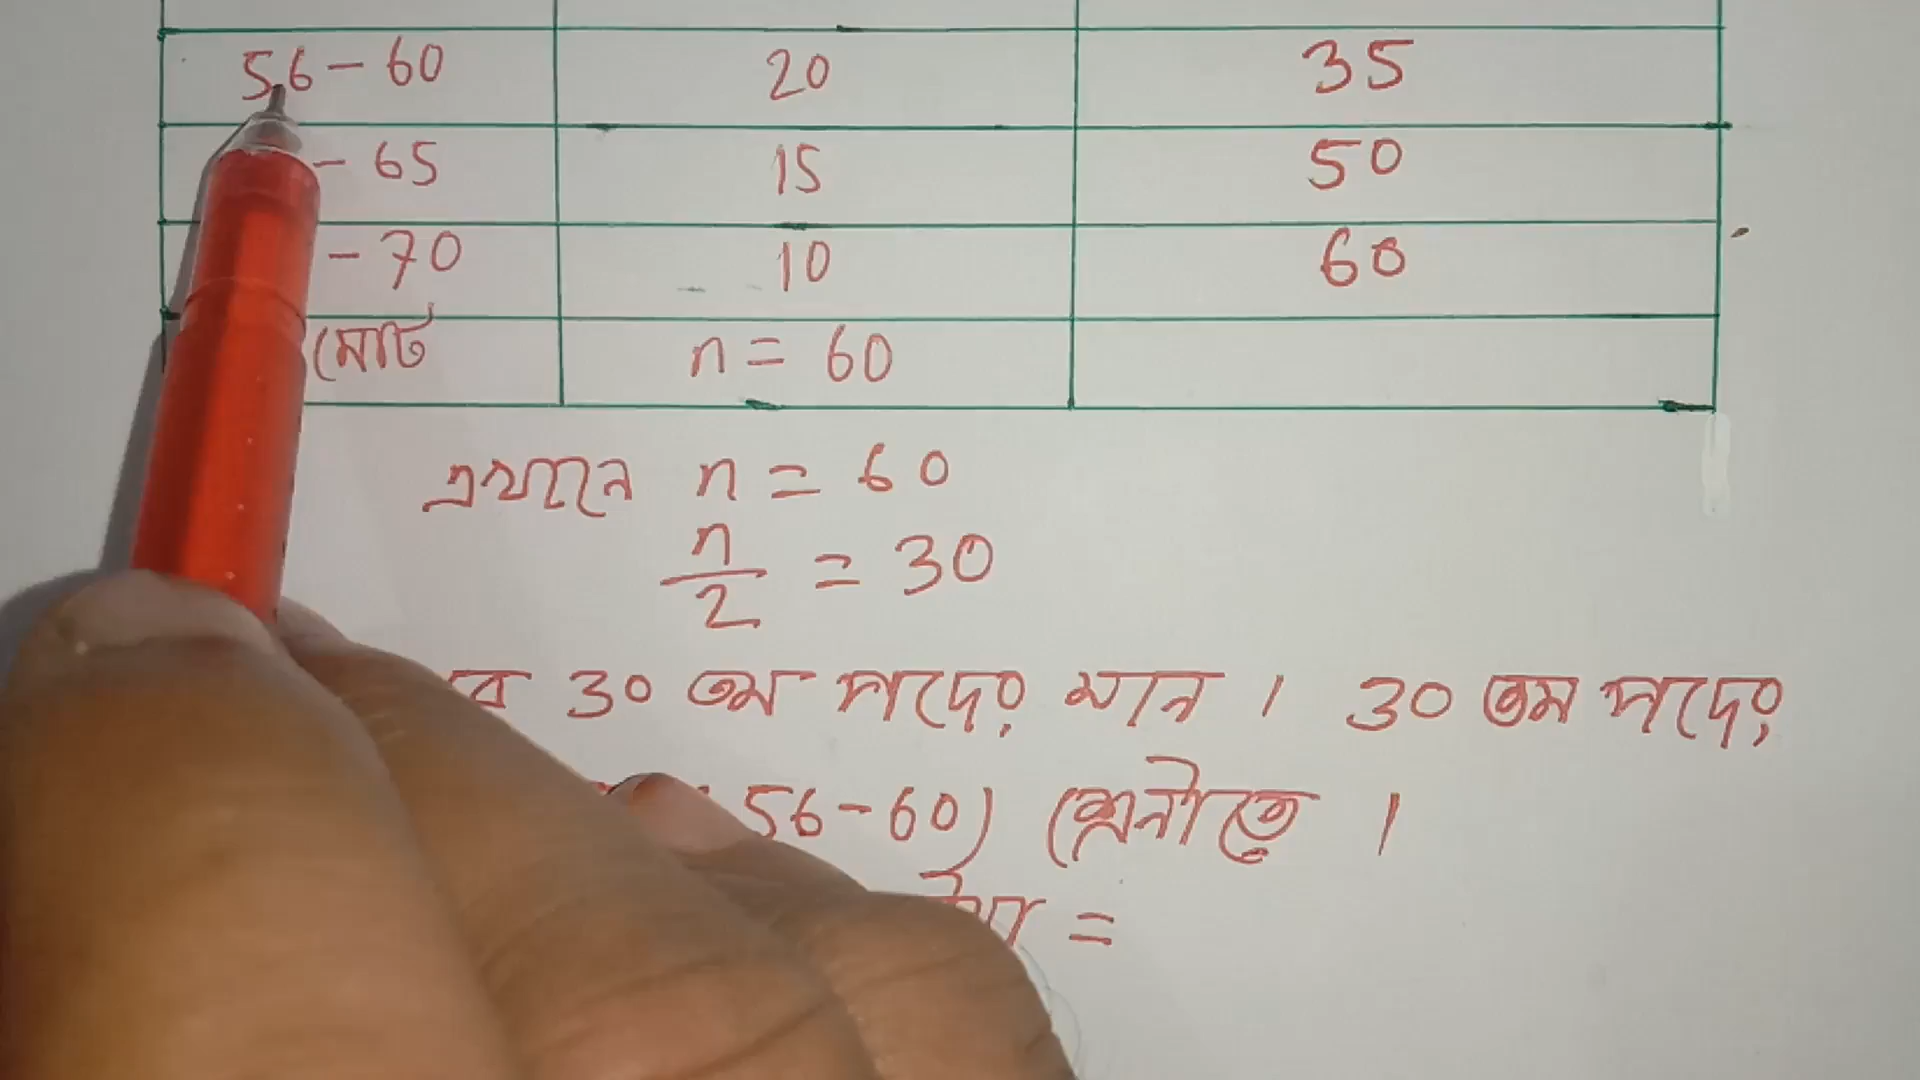 56 - 60 20 35
- 65 15 50
- 70 10 60
মোট n = 60
এখানে n = 60
n/2 = 30
30 তম পদের মান । 30 তম পদের
56-60) শ্রেনীতে ।
=